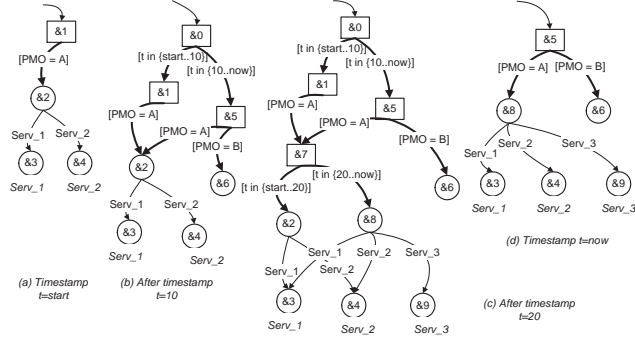 &1
[PMO = A]
&2
Serv_1
Serv_2
&3
&4
Serv_1
Serv_2
(a) Timestamp
t=start
&0
[t in {start..10}]
[t in {10..now}]
&1
&5
[PMO = A]
[PMO = A]
[PMO = B]
&2
&6
Serv_1
Serv_2
&3
&4
Serv_1
Serv_2
(b) After timestamp
t=10
&0
[t in {start..10}]
[t in {10..now}]
&1
&5
[PMO = A]
[PMO = A]
[PMO = B]
&7
&6
[t in {start..20}]
[t in {20..now}]
&2
&8
Serv_1
Serv_1
Serv_2
Serv_2
Serv_3
&3
&4
&9
Serv_1
Serv_2
Serv_3
(c) After timestamp
t=20
&5
[PMO = A]
[PMO = B]
&8
&6
Serv_1
Serv_2
Serv_3
&3
&4
&9
Serv_1
Serv_2
Serv_3
(d) Timestamp t=now